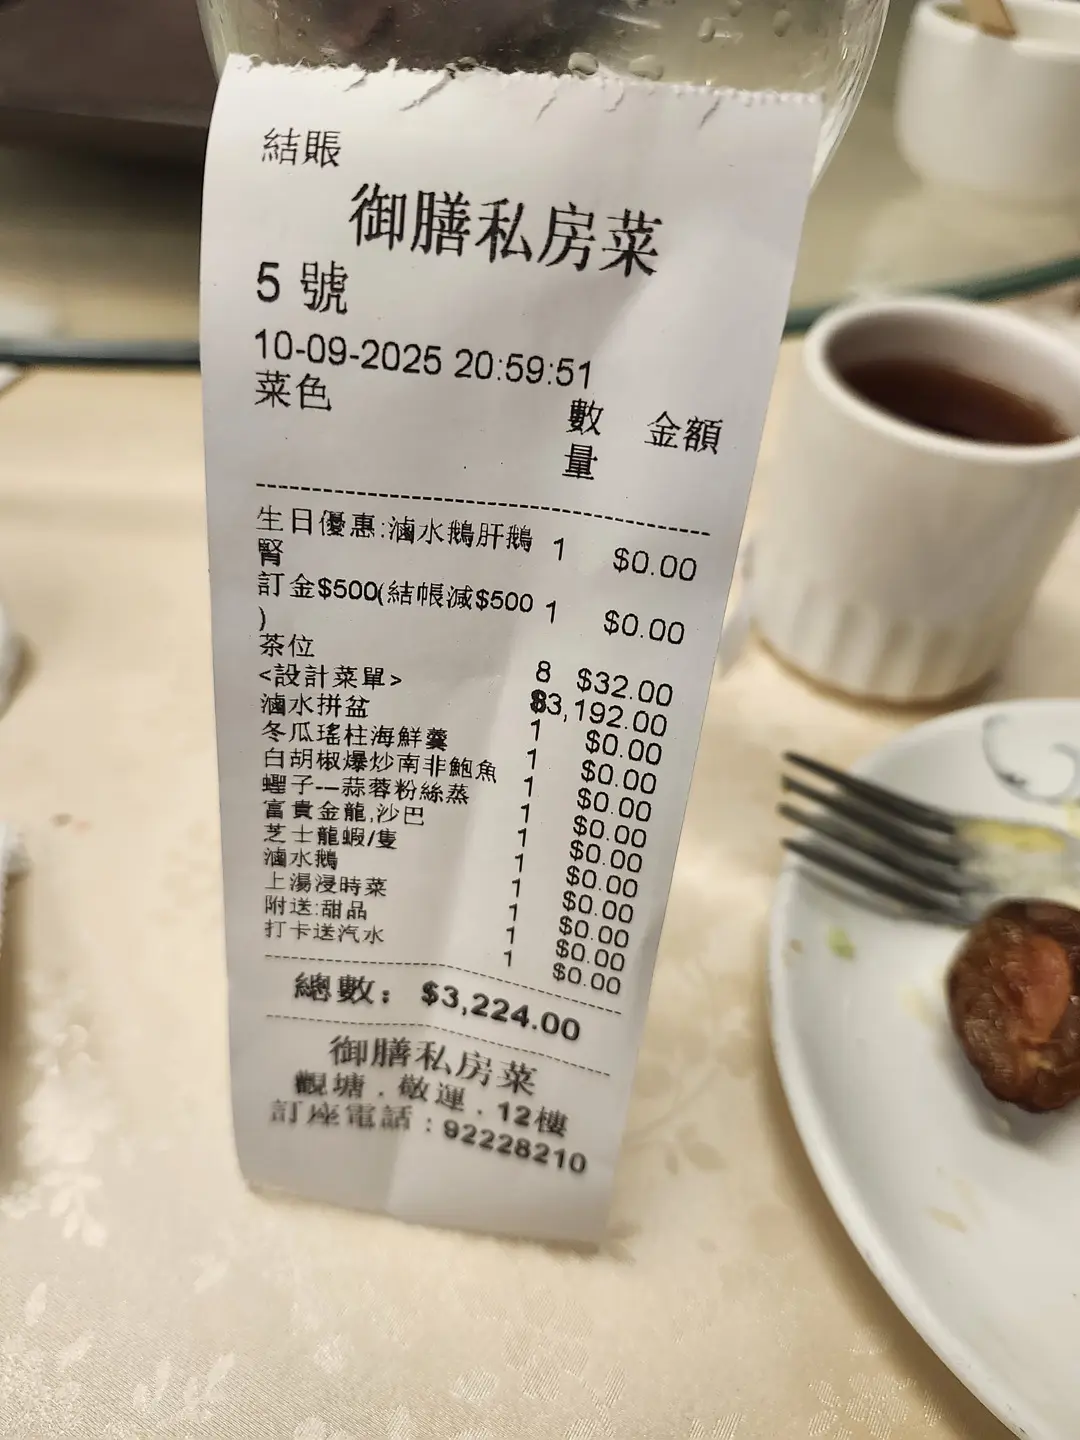 結賬
御膳私房菜
5 號
10-09-2025 20:59:51
菜色 數量 金額
生日優惠:滷水鵝肝鵝腎 1 $0.00
訂金$500(結帳減$500) 1 $0.00
茶位 8 $32.00
<設計菜單> 8 $3,192.00
滷水拼盆 1 $0.00
冬瓜瑤柱海鮮羹 1 $0.00
白胡椒爆炒南非鮑魚 1 $0.00
蟶子---蒜蓉粉絲蒸 1 $0.00
富貴金龍,沙巴 1 $0.00
芝士龍蝦/隻 1 $0.00
滷水鵝 1 $0.00
上湯浸時菜 1 $0.00
附送:甜品 1 $0.00
打卡送汽水 1 $0.00
總數: $3,224.00
御膳私房菜
觀塘.敬運.12樓
訂座電話:92228210